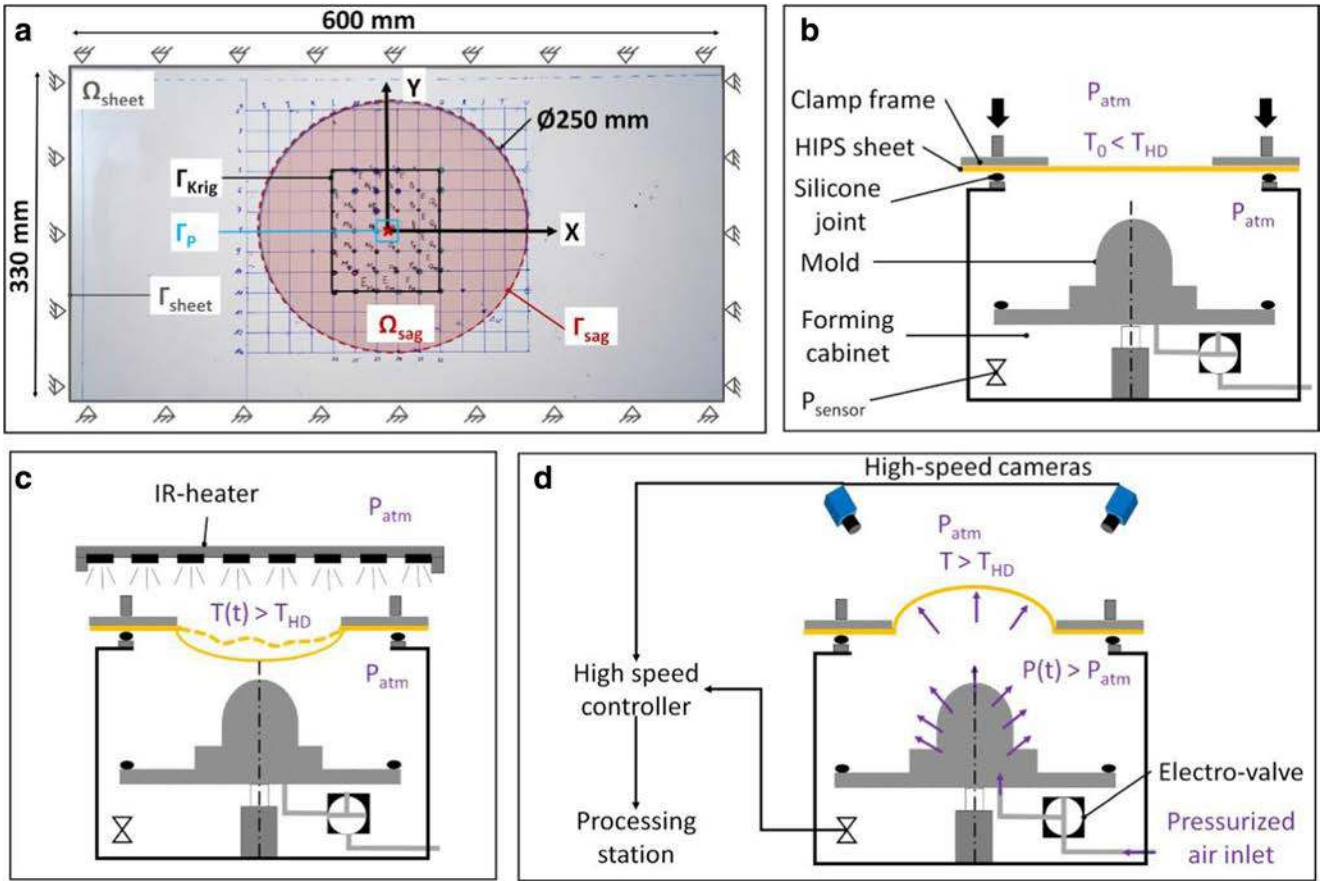 a
600 mm
330 mm
Ωsheet
Y
Ø250 mm
ΓKrig
ΓP
X
Γsheet
Ωsag
Γsag
b
Patm
Clamp frame
T0 < THD
HIPS sheet
Silicone
joint
Patm
Mold
Forming
cabinet
Psensor
c
IR-heater
Patm
T(t) > THD
Patm
d
High-speed cameras
Patm
T > THD
P(t) > Patm
High speed
controller
Electro-valve
Processing
station
Pressurized
air inlet